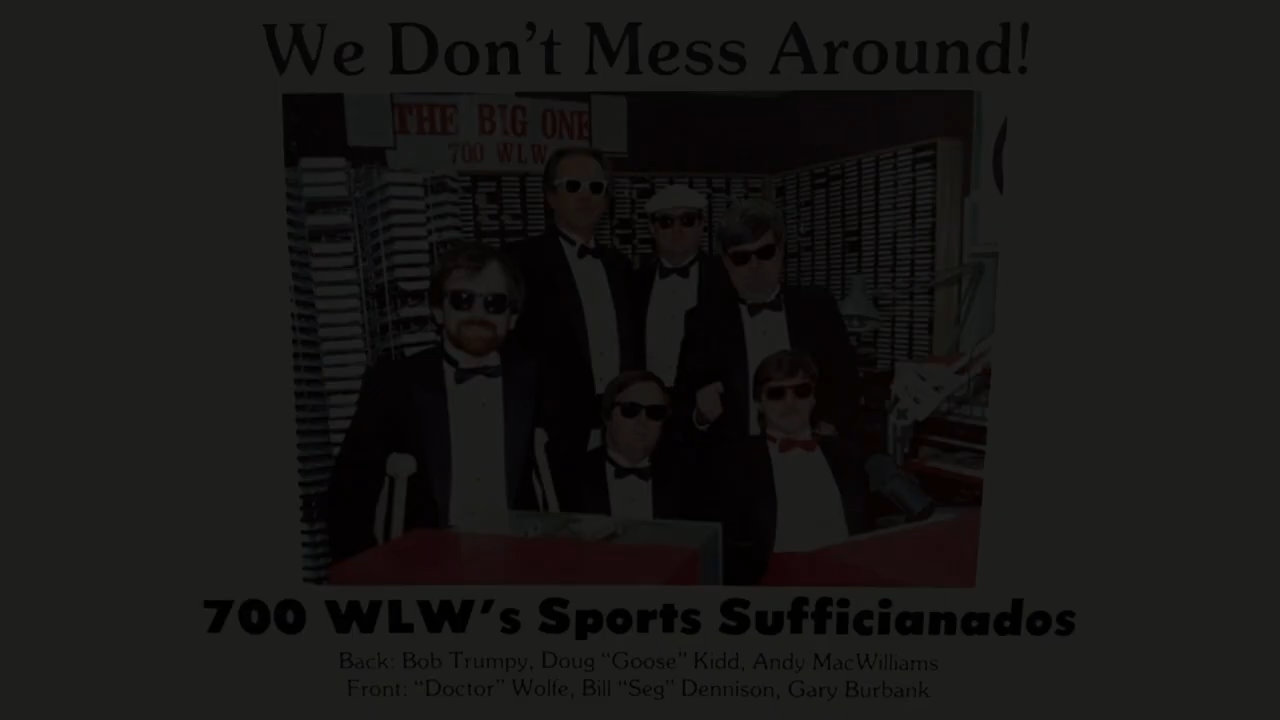 We Don't Mess Around!
THE BIG ONE
700 WLW
700 WLW's Sports Sufficianados
Back: Bob Trumpy, Doug "Goose" Kidd, Andy MacWilliams
Front: "Doctor" Wolfe, Bill "Seg" Dennison, Gary Burbank